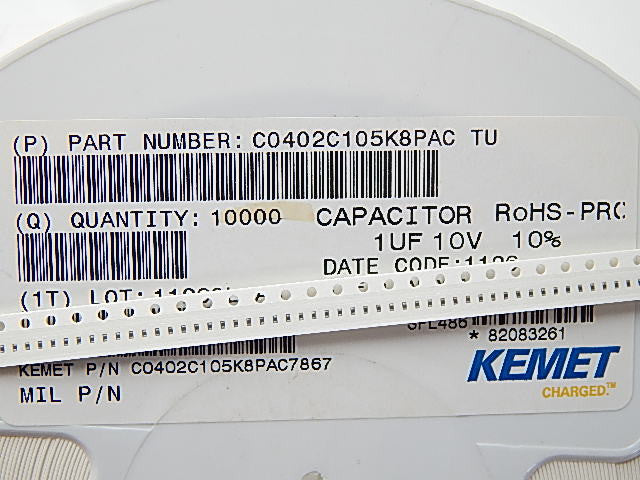 (P) PART NUMBER: C0402C105K8PAC TU
(Q) QUANTITY: 10000 CAPACITOR RoHS-PRC
1UF 10V 10%
DATE CODE:
(1T) LOT:
* 82083261
KEMET P/N C0402C105K8PAC7867
MIL P/N
KEMET
CHARGED.™